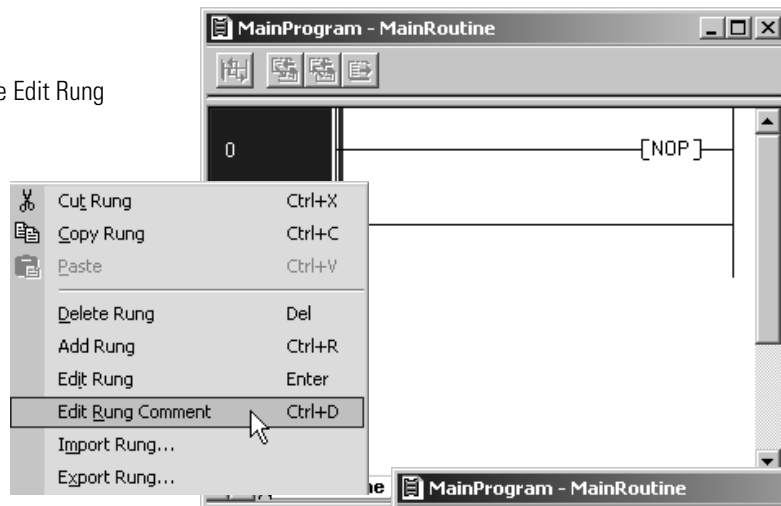 MainProgram - MainRoutine
Edit Rung
0
[NOP]
Cut Rung Ctrl+X
Copy Rung Ctrl+C
Paste Ctrl+V
Delete Rung Del
Add Rung Ctrl+R
Edit Rung Enter
Edit Rung Comment Ctrl+D
Import Rung...
Export Rung...
MainProgram - MainRoutine